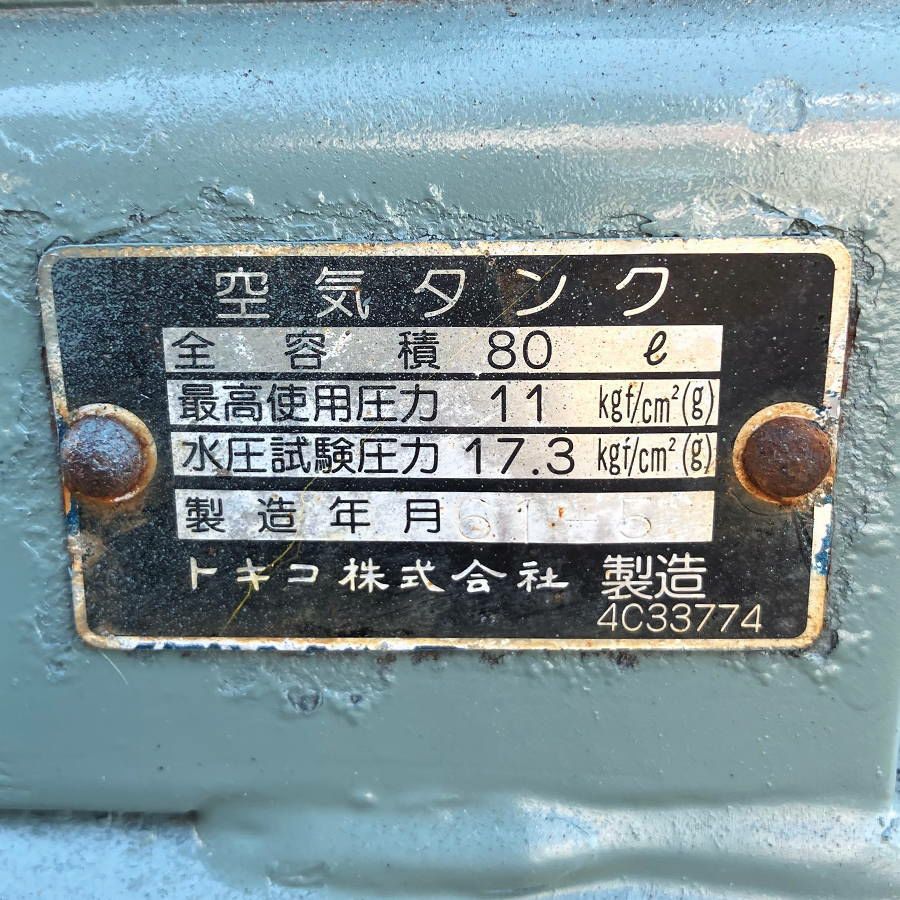 空気タンク
全容積 80 ℓ
最高使用圧力 11 kgf/cm²(g)
水圧試験圧力 17.3 kgf/cm²(g)
製造年月 61-5
トキコ株式会社 製造
4C33774